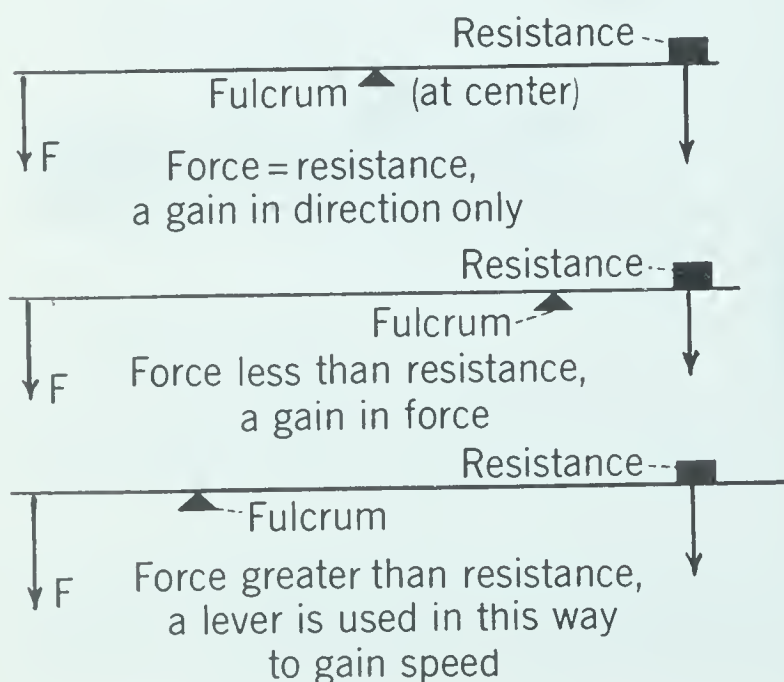 Resistance
Fulcrum (at center)
F
Force = resistance,
a gain in direction only
Resistance
Fulcrum
F
Force less than resistance,
a gain in force
Resistance
Fulcrum
F
Force greater than resistance,
a lever is used in this way
to gain speed